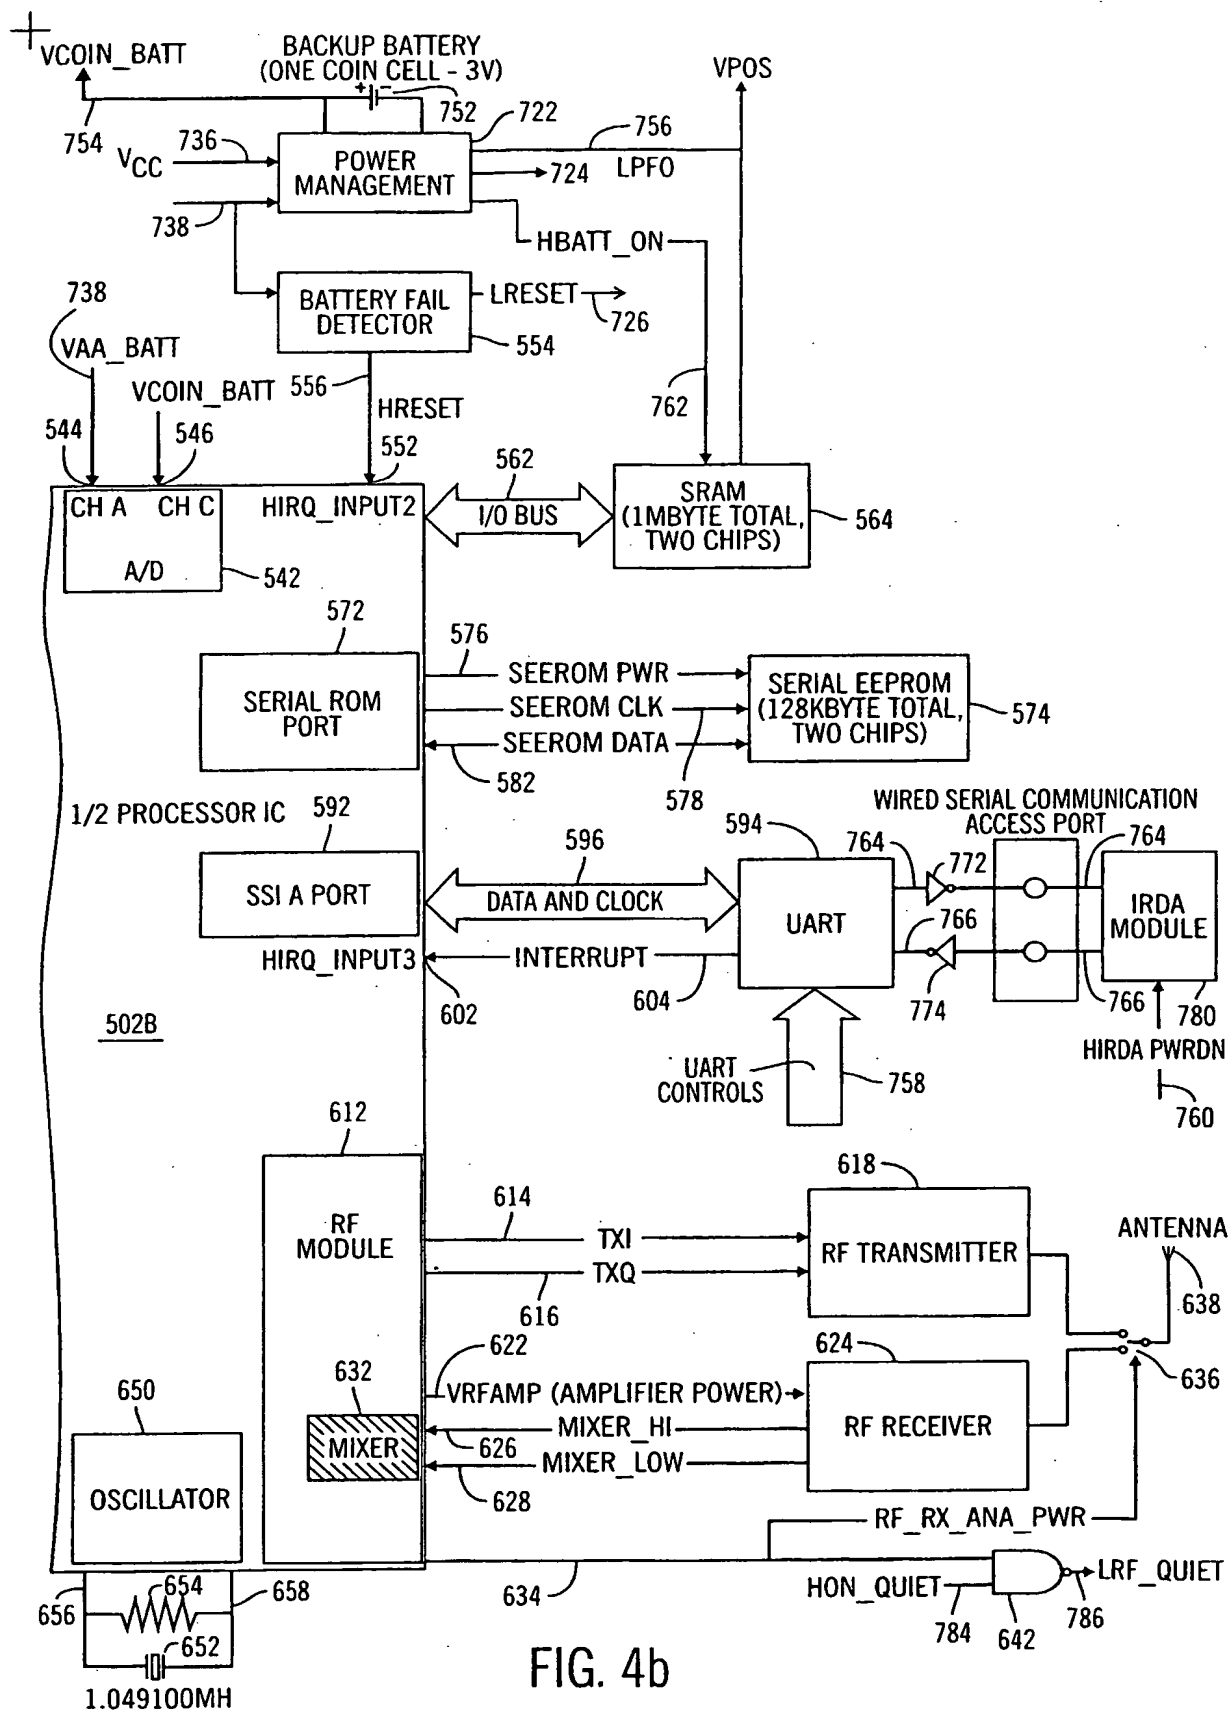 VCOIN_BATT
BACKUP BATTERY
(ONE COIN CELL - 3V)
+ -
752
VPOS
754
722
756
VCC
736
POWER
MANAGEMENT
724
LPFO
738
HBATT_ON
738
BATTERY FAIL
DETECTOR
LRESET
726
554
VAA_BATT
556
762
VCOIN_BATT
HRESET
544
546
552
562
CH A
CH C
HIRQ_INPUT2
I/O BUS
SRAM
(1MBYTE TOTAL,
TWO CHIPS)
564
A/D
542
572
576
SERIAL ROM
PORT
SEEROM PWR
SEEROM CLK
SEEROM DATA
SERIAL EEPROM
(128KBYTE TOTAL,
TWO CHIPS)
574
582
578
1/2 PROCESSOR IC
592
WIRED SERIAL COMMUNICATION
ACCESS PORT
596
594
764
772
764
SSI A PORT
DATA AND CLOCK
UART
766
IRDA
MODULE
HIRQ_INPUT3
INTERRUPT
602
604
774
766
780
502B
UART
CONTROLS
758
HIRDA PWRDN
760
612
618
614
RF
MODULE
TXI
TXQ
RF TRANSMITTER
ANTENNA
616
638
622
624
632
VRFAMP (AMPLIFIER POWER)
636
650
MIXER
MIXER_HI
626
RF RECEIVER
MIXER_LOW
628
OSCILLATOR
RF_RX_ANA_PWR
654
658
656
634
HON_QUIET
LRF_QUIET
784
642
786
652
1.049100MH
FIG. 4b